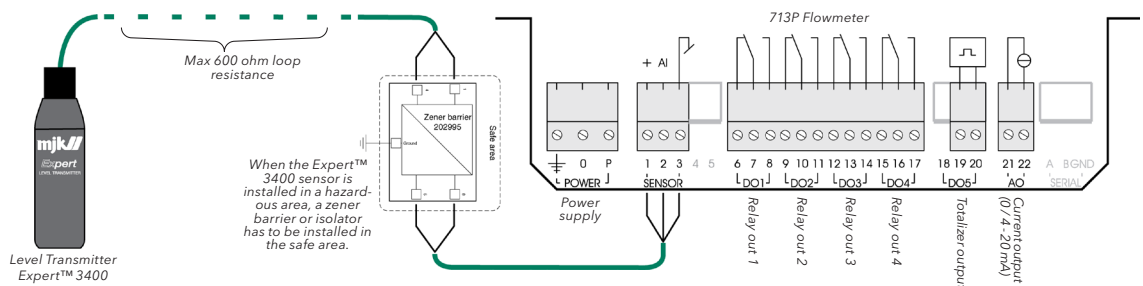 713P Flowmeter
Max 600 ohm loop
resistance
+ AI
Zener barrier
202995
Ground
Safe area
mjk
Expert
LEVEL TRANSMITTER
When the Expert™
3400 sensor is
installed in a hazard-
ous area, a zener
barrier or isolator
has to be installed in
the safe area.
Level Transmitter
Expert™ 3400
0 P 1 2 3 4 5 6 7 8 9 10 11 12 13 14 15 16 17 18 19 20 21 22 A B GND
POWER SENSOR DO1 DO2 DO3 DO4 DO5 AO SERIAL
Power
supply
Relay out 1
Relay out 2
Relay out 3
Relay out 4
Totalizer output
Current output
(0/ 4 - 20 mA)